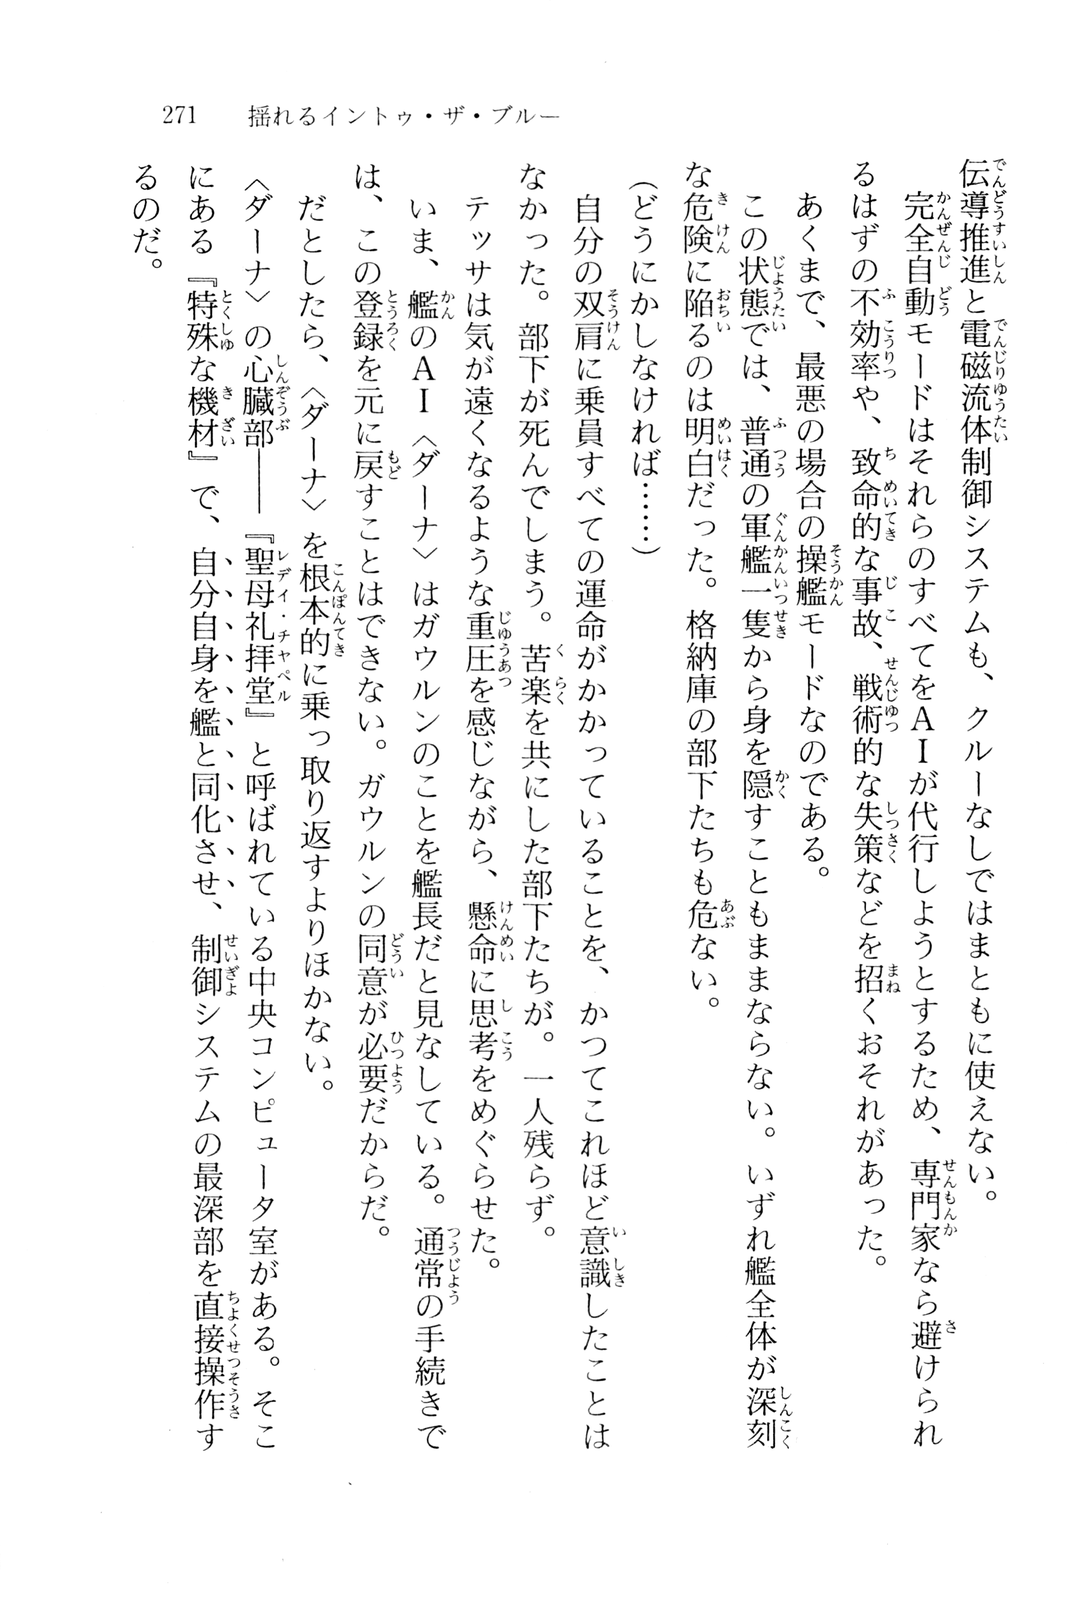 271　揺れるイントゥ・ザ・ブルー
伝導推進と電磁流体制御システムも、クルーなしではまともに使えない。
完全自動モードはそれらのすべてをＡＩが代行しようとするため、専門家なら避けられ
るはずの不効率や、致命的な事故、戦術的な失策などを招くおそれがあった。
あくまで、最悪の場合の操艦モードなのである。
この状態では、普通の軍艦一隻から身を隠すこともままならない。いずれ艦全体が深刻
な危険に陥るのは明白だった。格納庫の部下たちも危ない。
（どうにかしなければ……）
自分の双肩に乗員すべての運命がかかっていることを、かつてこれほど意識したことは
なかった。部下が死んでしまう。苦楽を共にした部下たちが。一人残らず。
テッサは気が遠くなるような重圧を感じながら、懸命に思考をめぐらせた。
いま、艦のＡＩ〈ダーナ〉はガウルンのことを艦長だと見なしている。通常の手続きで
は、この登録を元に戻すことはできない。ガウルンの同意が必要だからだ。
だとしたら、〈ダーナ〉を根本的に乗っ取り返すよりほかない。
〈ダーナ〉の心臓部――『聖母礼拝堂』と呼ばれている中央コンピュータ室がある。そこ
にある『特殊な機材』で、自分自身を艦と同化させ、制御システムの最深部を直接操作す
るのだ。